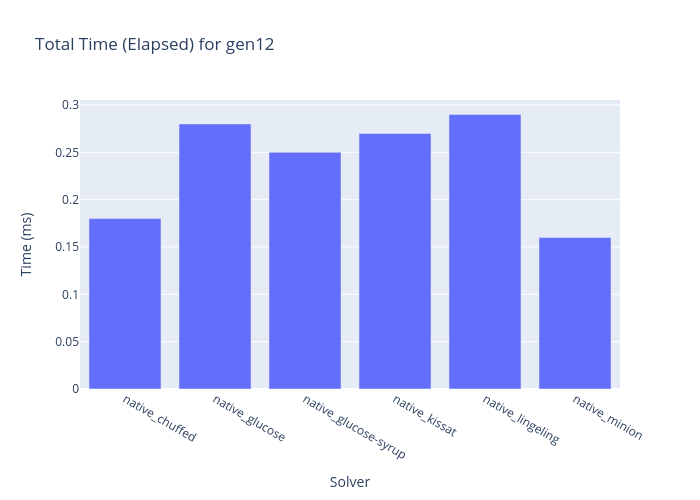 Total Time (Elapsed) for gen12
Time (ms)
0.3
0.25
0.2
0.15
0.1
0.05
0
native_chuffed
native_glucose
native_glucose-syrup
native_kissat
native_lingeling
native_minion
Solver